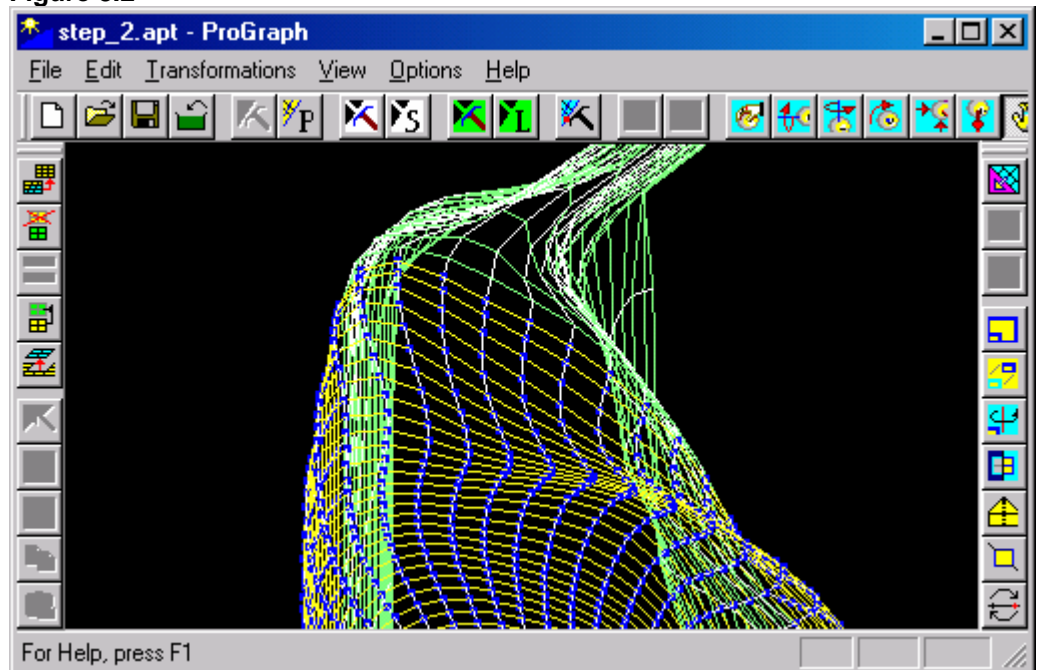 step_2.apt - ProGraph
File Edit Transformations View Options Help
P S L
For Help, press F1